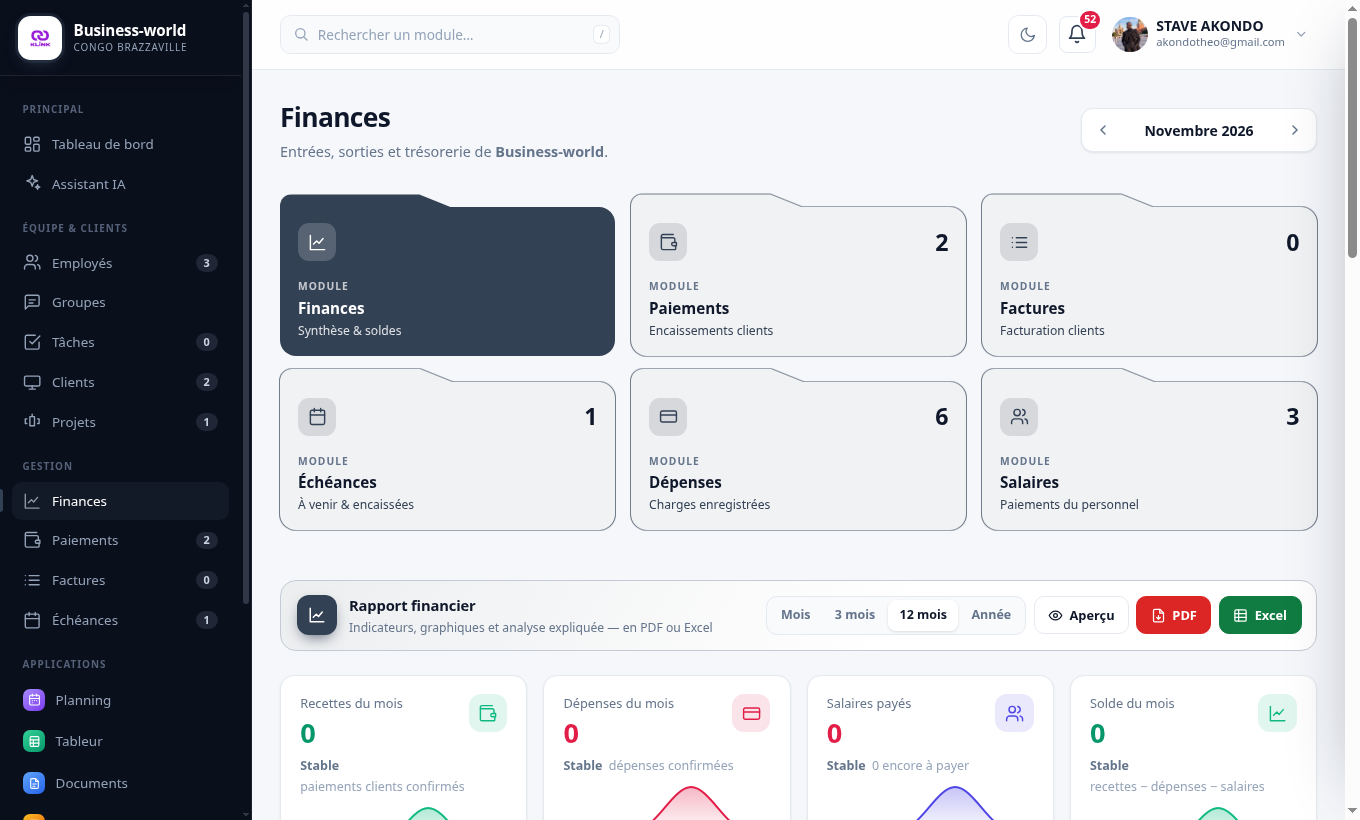 KLINK
Business-world
CONGO BRAZZAVILLE
PRINCIPAL
Tableau de bord
Assistant IA
ÉQUIPE & CLIENTS
Employés 3
Groupes
Tâches 0
Clients 2
Projets 1
GESTION
Finances
Paiements 2
Factures 0
Échéances 1
APPLICATIONS
Planning
Tableur
Documents
Rechercher un module... /
52
STAVE AKONDO
akondotheo@gmail.com
Finances
Entrées, sorties et trésorerie de Business-world.
Novembre 2026
MODULE
Finances
Synthèse & soldes
2
MODULE
Paiements
Encaissements clients
0
MODULE
Factures
Facturation clients
1
MODULE
Échéances
À venir & encaissées
6
MODULE
Dépenses
Charges enregistrées
3
MODULE
Salaires
Paiements du personnel
Rapport financier
Indicateurs, graphiques et analyse expliquée — en PDF ou Excel
Mois 3 mois 12 mois Année
Aperçu
PDF
Excel
Recettes du mois
0
Stable
paiements clients confirmés
Dépenses du mois
0
Stable dépenses confirmées
Salaires payés
0
Stable 0 encore à payer
Solde du mois
0
Stable
recettes − dépenses − salaires